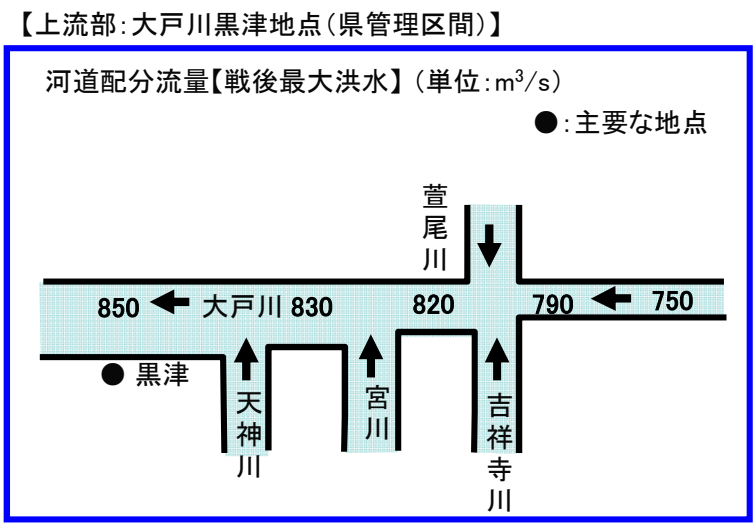 【上流部：大戸川黒津地点（県管理区間）】
河道配分流量【戦後最大洪水】（単位：m³/s）
●：主要な地点
萱尾川
850
大戸川
830
820
790
750
● 黒津
天神川
宮川
吉祥寺川